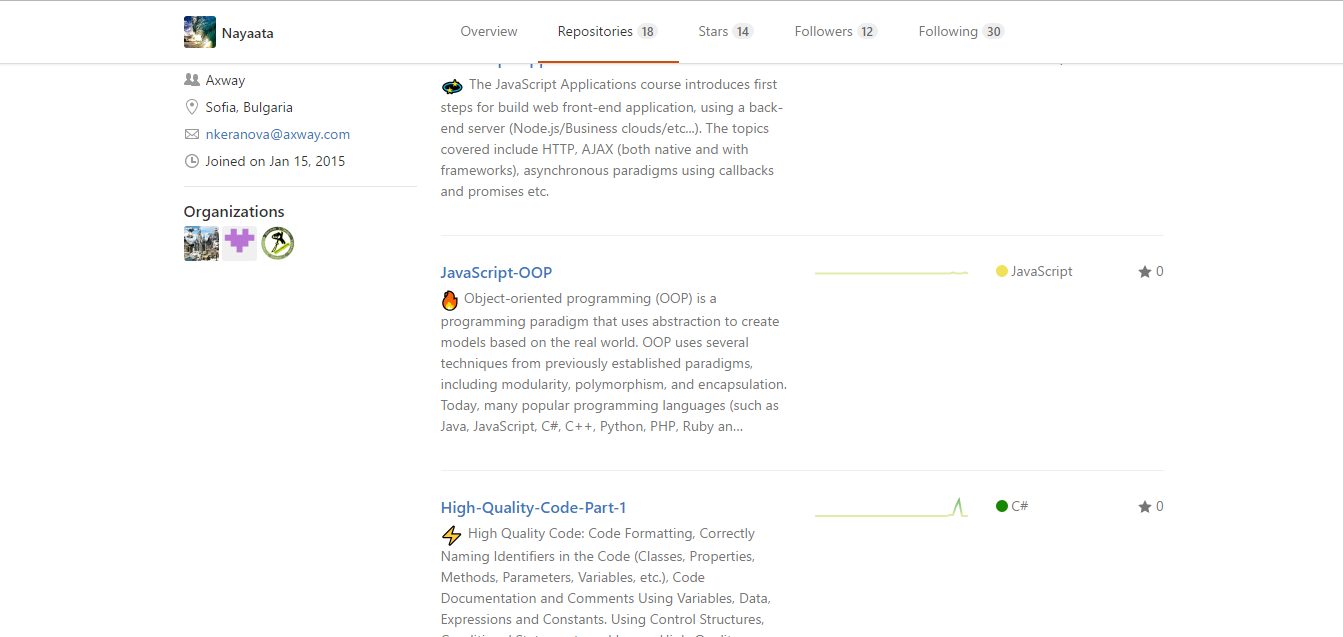 Nayaata
Overview
Repositories 18
Stars 14
Followers 12
Following 30
Axway
Sofia, Bulgaria
nkeranova@axway.com
Joined on Jan 15, 2015
Organizations
The JavaScript Applications course introduces first
steps for build web front-end application, using a back-
end server (Node.js/Business clouds/etc...). The topics
covered include HTTP, AJAX (both native and with
frameworks), asynchronous paradigms using callbacks
and promises etc.
JavaScript-OOP
JavaScript
0
Object-oriented programming (OOP) is a
programming paradigm that uses abstraction to create
models based on the real world. OOP uses several
techniques from previously established paradigms,
including modularity, polymorphism, and encapsulation.
Today, many popular programming languages (such as
Java, JavaScript, C#, C++, Python, PHP, Ruby an...
High-Quality-Code-Part-1
C#
0
High Quality Code: Code Formatting, Correctly
Naming Identifiers in the Code (Classes, Properties,
Methods, Parameters, Variables, etc.), Code
Documentation and Comments Using Variables, Data,
Expressions and Constants. Using Control Structures,